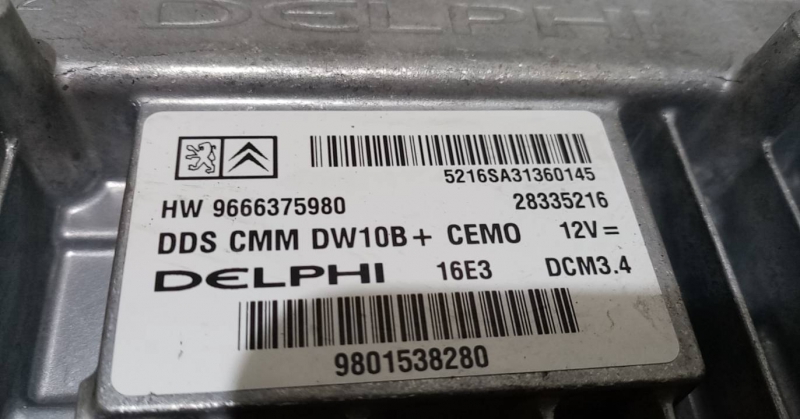 DELPHI
5216SA31360145
HW 9666375980 28335216
DDS CMM DW10B+ CEMO 12V=
DELPHI 16E3 DCM3.4
9801538280